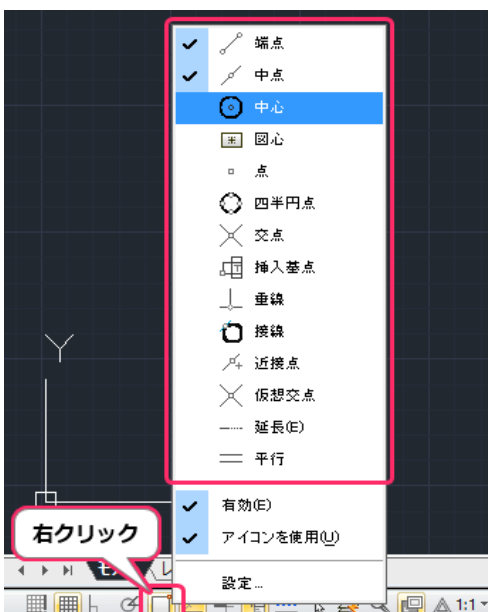 端点
中点
中心
図心
点
四半円点
交点
挿入基点
垂線
接線
近接点
仮想交点
延長(E)
平行
Y
有効(E)
アイコンを使用(U)
設定...
右クリック
1:1